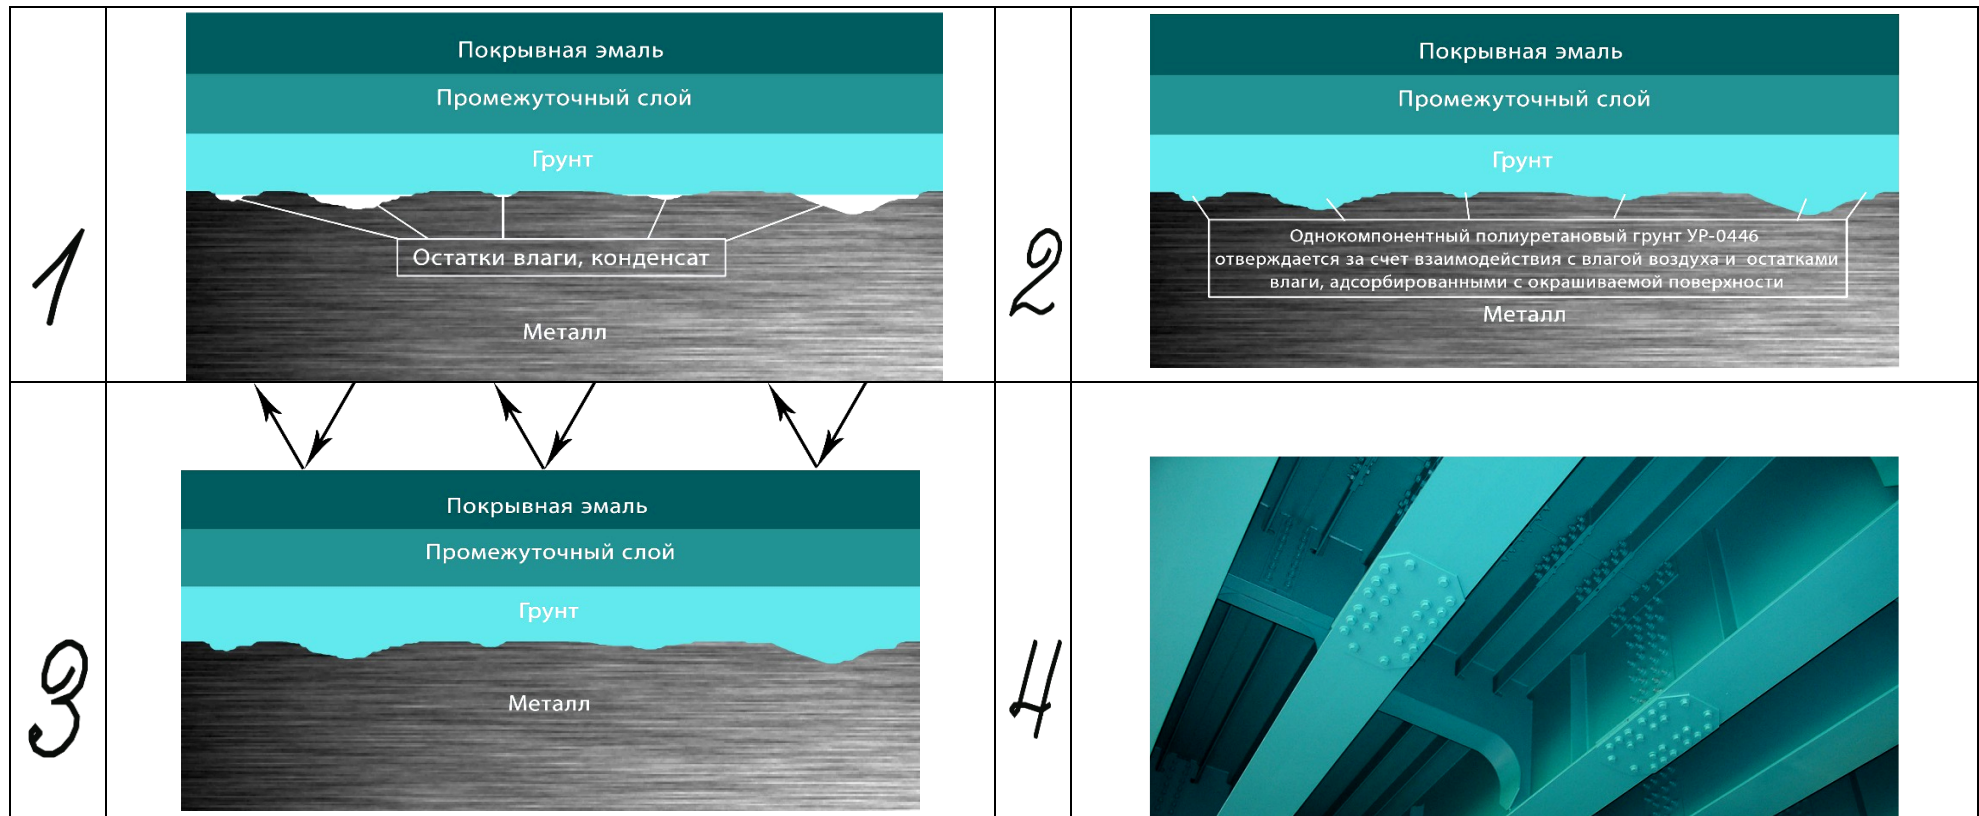 1
Покрывная эмаль
Промежуточный слой
Грунт
Остатки влаги, конденсат
Металл
2
Покрывная эмаль
Промежуточный слой
Грунт
Однокомпонентный полиуретановый грунт УР-0446
отверждается за счет взаимодействия с влагой воздуха и остатками
влаги, адсорбированными с окрашиваемой поверхности
Металл
3
Покрывная эмаль
Промежуточный слой
Грунт
Металл
4